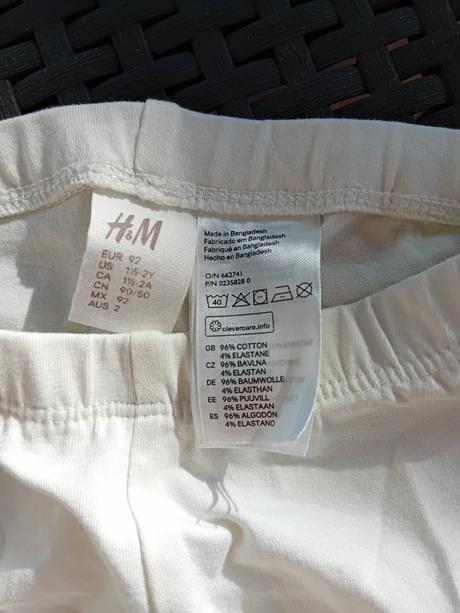 H&M
EUR 92
US 1½-2Y
CA 1½-2A
CN 90/50
MX 92
AUS 2
Made in Bangladesh
Fabricado em Bangladesh
Fabriqué en Bangladesh
Hecho en Bangladesh
O/N 662741
P/N 0235828 0
40
clevercare.info
GB 96% COTTON
4% ELASTANE
CZ 96% BAVLNA
4% ELASTAN
DE 96% BAUMWOLLE
4% ELASTHAN
EE 96% PUUVILL
4% ELASTAAN
ES 96% ALGODÓN
4% ELASTANO